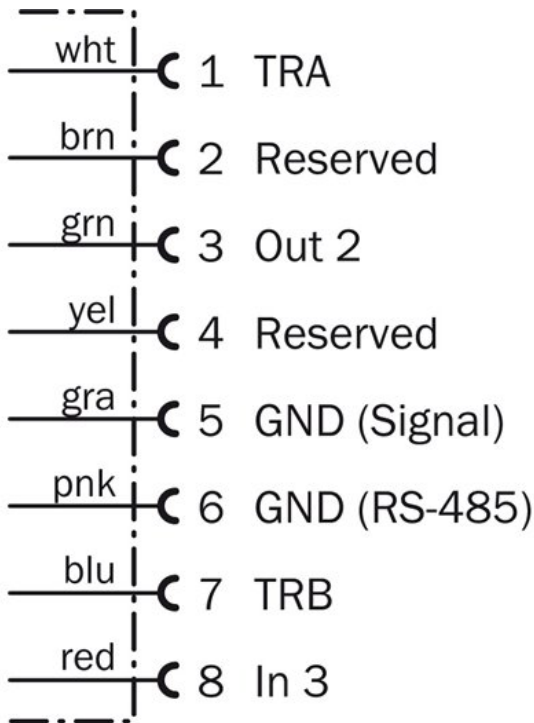 wht 1 TRA
brn 2 Reserved
grn 3 Out 2
yel 4 Reserved
gra 5 GND (Signal)
pnk 6 GND (RS-485)
blu 7 TRB
red 8 In 3